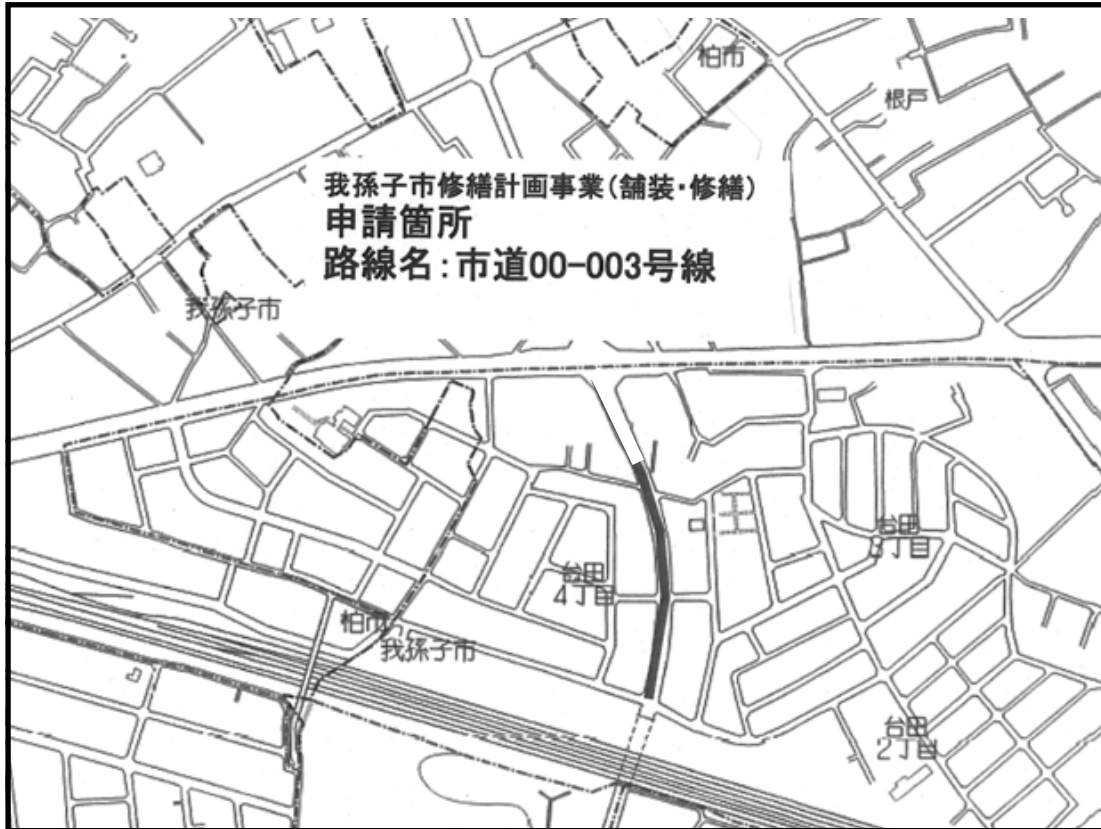 柏市
根戸
我孫子市修繕計画事業(舗装・修繕)
申請箇所
路線名:市道00-003号線
我孫子市
台田
3丁目
台田
4丁目
柏市
我孫子市
台田
2丁目